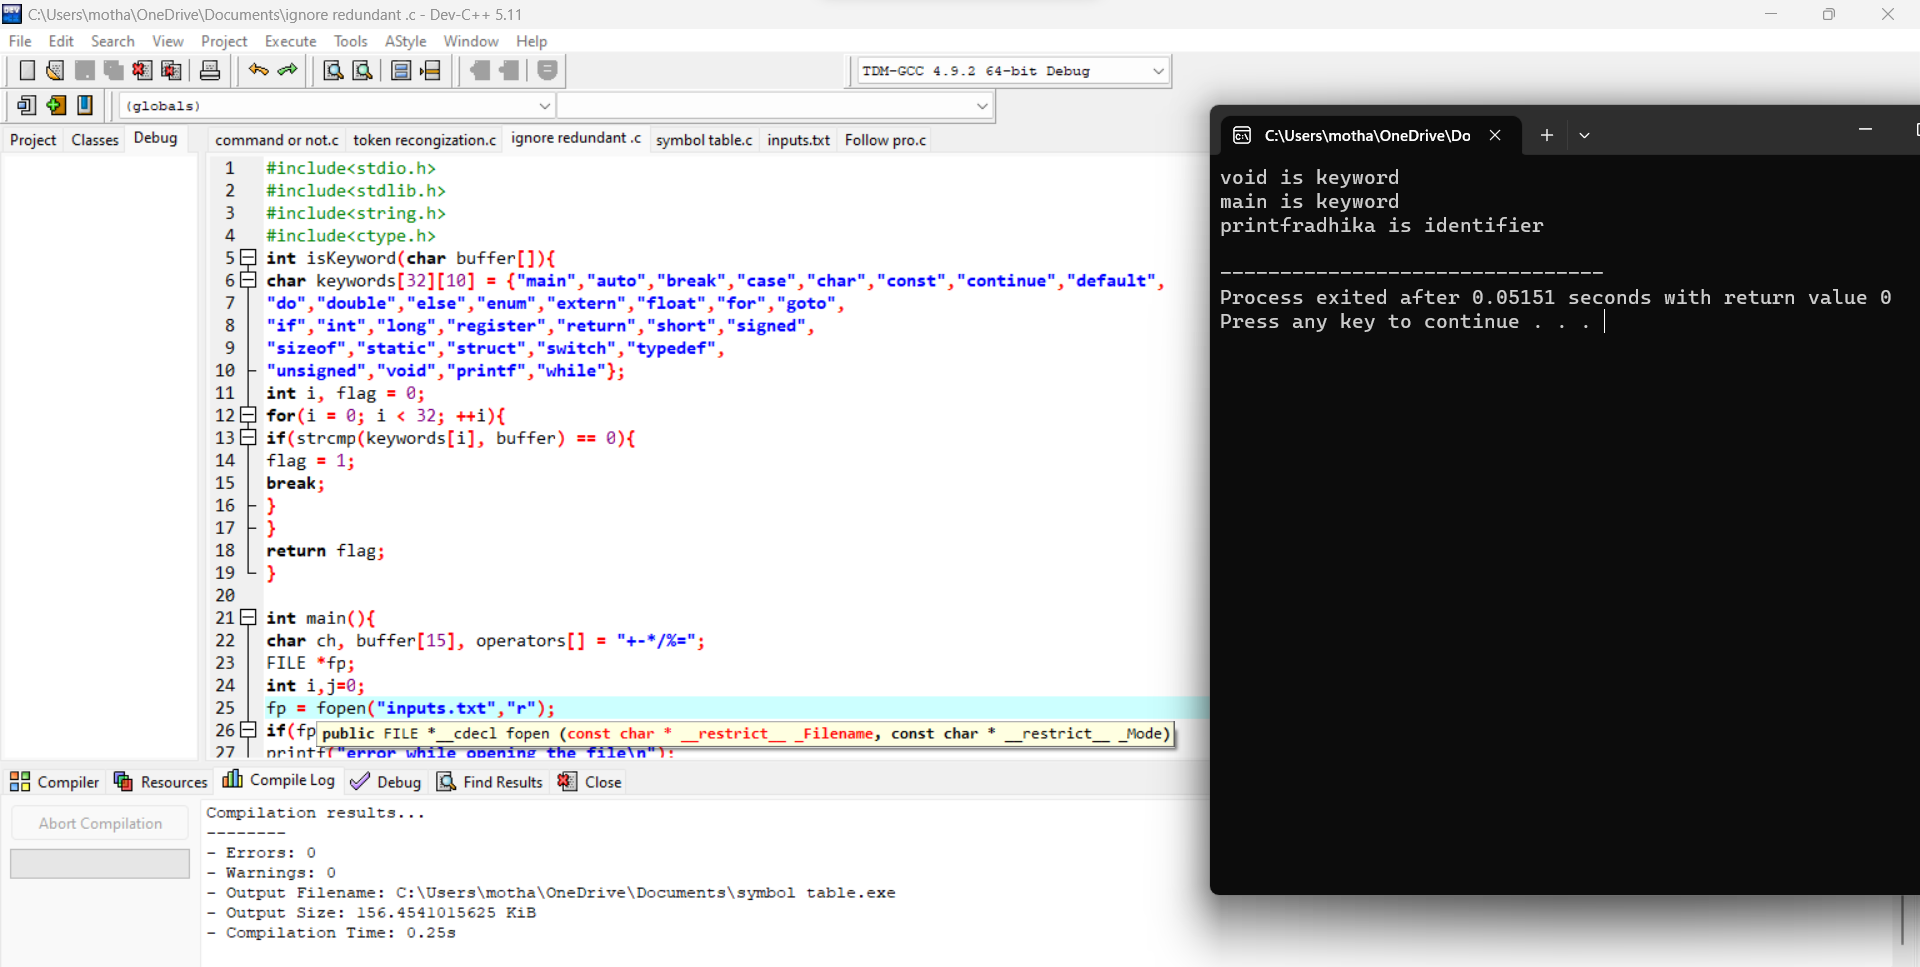 C:\Users\motha\OneDrive\Documents\ignore redundant .c - Dev-C++ 5.11
File Edit Search View Project Execute Tools AStyle Window Help
TDM-GCC 4.9.2 64-bit Debug
(globals)
Project Classes Debug
command or not.c token recongization.c ignore redundant .c symbol table.c inputs.txt Follow pro.c
1 #include<stdio.h>
2 #include<stdlib.h>
3 #include<string.h>
4 #include<ctype.h>
5 int isKeyword(char buffer[]){
6 char keywords[32][10] = {"main","auto","break","case","char","const","continue","default",
7 "do","double","else","enum","extern","float","for","goto",
8 "if","int","long","register","return","short","signed",
9 "sizeof","static","struct","switch","typedef",
10 "unsigned","void","printf","while"};
11 int i, flag = 0;
12 for(i = 0; i < 32; ++i){
13 if(strcmp(keywords[i], buffer) == 0){
14 flag = 1;
15 break;
16 }
17 }
18 return flag;
19 }
20
21 int main(){
22 char ch, buffer[15], operators[] = "+-*/%=";
23 FILE *fp;
24 int i,j=0;
25 fp = fopen("inputs.txt","r");
26 if(fp
public FILE *__cdecl fopen (const char * __restrict__ _Filename, const char * __restrict__ _Mode)
27 printf("error while opening the file\n");
Compiler Resources Compile Log Debug Find Results Close
Abort Compilation
Compilation results...
--------
- Errors: 0
- Warnings: 0
- Output Filename: C:\Users\motha\OneDrive\Documents\symbol table.exe
- Output Size: 156.4541015625 KiB
- Compilation Time: 0.25s
C:\Users\motha\OneDrive\Do
void is keyword
main is keyword
printfradhika is identifier
--------------------------------
Process exited after 0.05151 seconds with return value 0
Press any key to continue . . .